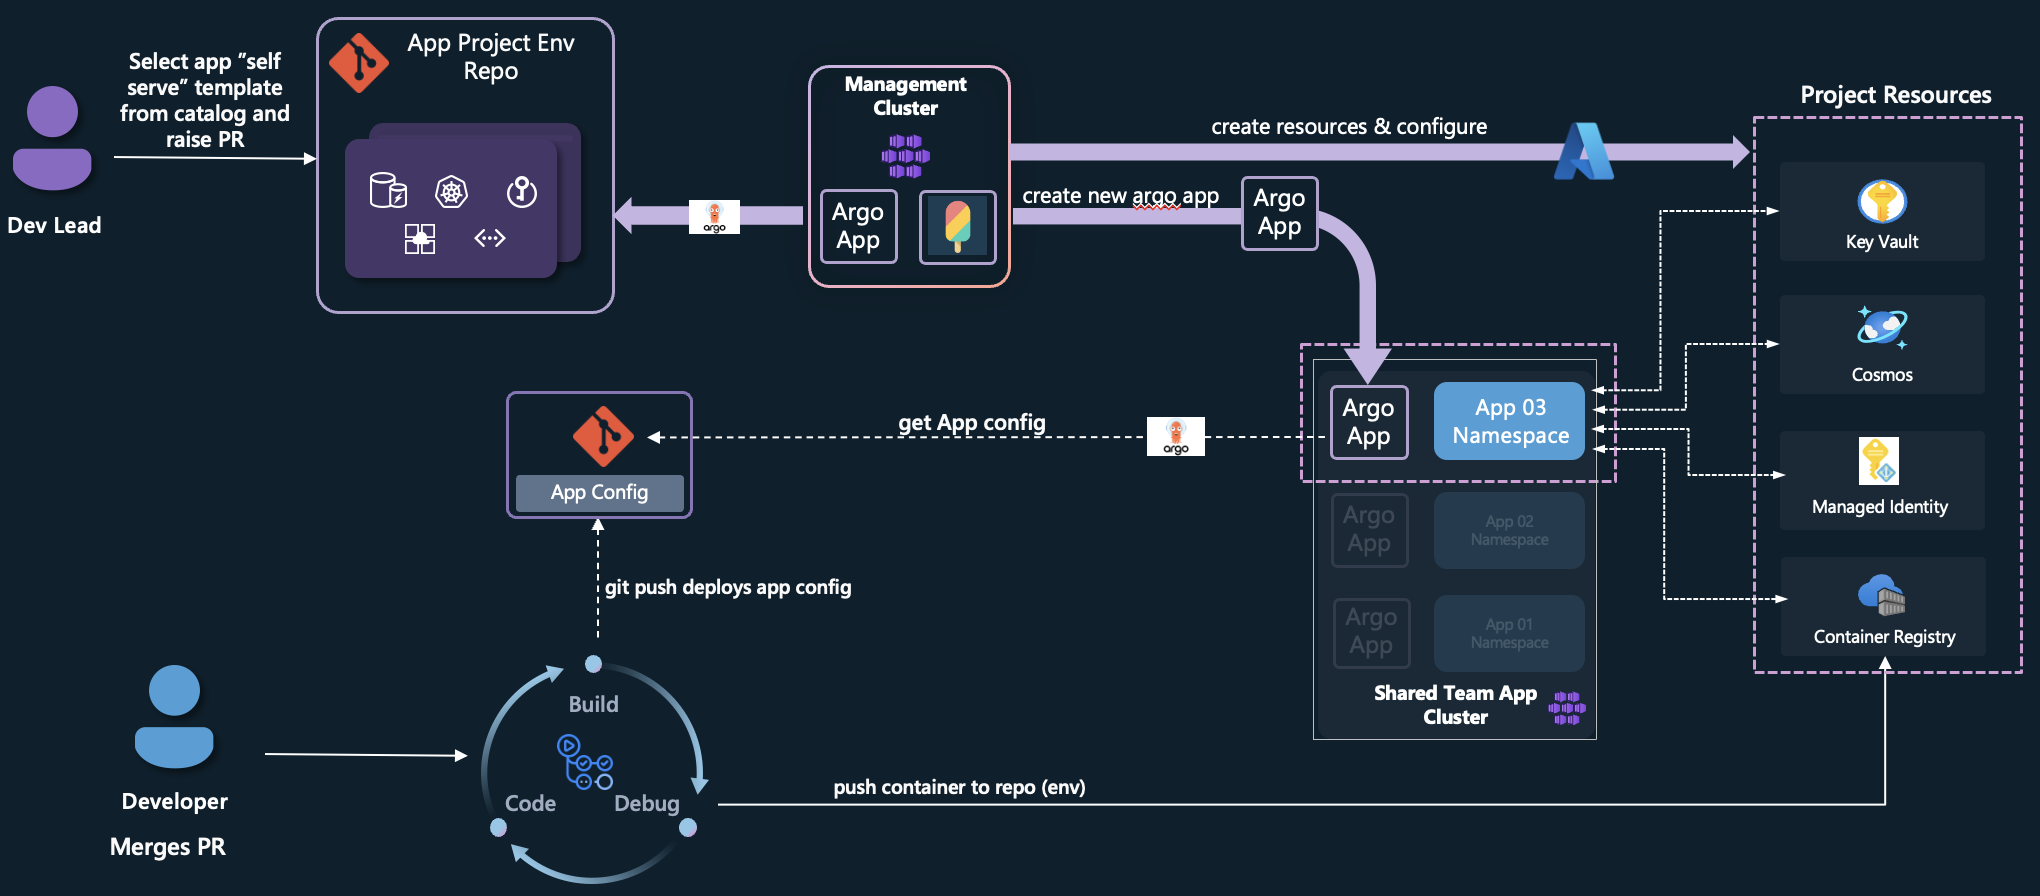 Select app ”self
serve” template
from catalog and
raise PR
Dev Lead
App Project Env
Repo
argo
Management
Cluster
Argo
App
create resources & configure
create new argo app
Argo
App
Project Resources
Key Vault
Cosmos
Managed Identity
Container Registry
Argo
App
App 03
Namespace
Argo
App
App 02
Namespace
Argo
App
App 01
Namespace
Shared Team App
Cluster
get App config
argo
App Config
git push deploys app config
Build
Code
Debug
Developer
Merges PR
push container to repo (env)